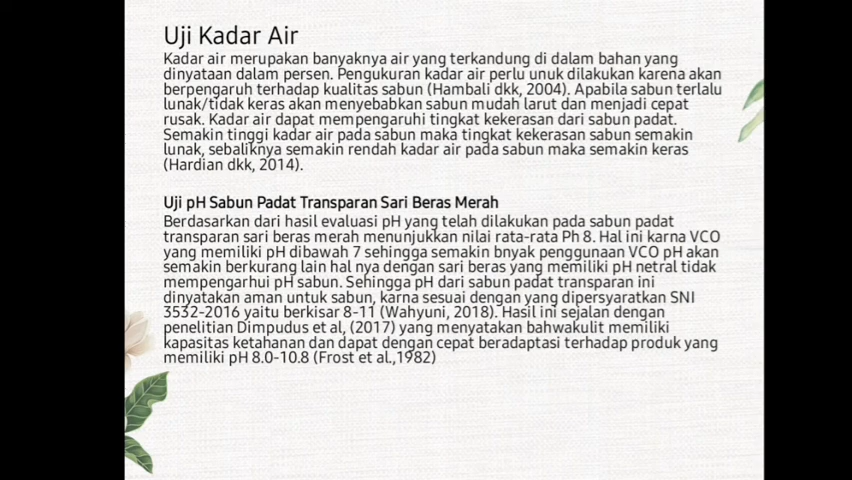 Uji Kadar Air
Kadar air merupakan banyaknya air yang terkandung di dalam bahan yang
dinyataan dalam persen. Pengukuran kadar air perlu unuk dilakukan karena akan
berpengaruh terhadap kualitas sabun (Hambali dkk, 2004). Apabila sabun terlalu
lunak/tidak keras akan menyebabkan sabun mudah larut dan menjadi cepat
rusak. Kadar air dapat mempengaruhi tingkat kekerasan dari sabun padat.
Semakin tinggi kadar air pada sabun maka tingkat kekerasan sabun semakin
lunak, sebaliknya semakin rendah kadar air pada sabun maka semakin keras
(Hardian dkk, 2014).
Uji pH Sabun Padat Transparan Sari Beras Merah
Berdasarkan dari hasil evaluasi pH yang telah dilakukan pada sabun padat
transparan sari beras merah menunjukkan nilai rata-rata Ph 8. Hal ini karna VCO
yang memiliki pH dibawah 7 sehingga semakin bnyak penggunaan VCO pH akan
semakin berkurang lain hal nya dengan sari beras yang memiliki pH netral tidak
mempengarhui pH sabun. Sehingga pH dari sabun padat transparan ini
dinyatakan aman untuk sabun, karna sesuai dengan yang dipersyaratkan SNI
3532-2016 yaitu berkisar 8-11 (Wahyuni, 2018). Hasil ini sejalan dengan
penelitian Dimpudus et al, (2017) yang menyatakan bahwakulit memiliki
kapasitas ketahanan dan dapat dengan cepat beradaptasi terhadap produk yang
memiliki pH 8.0-10.8 (Frost et al.,1982)